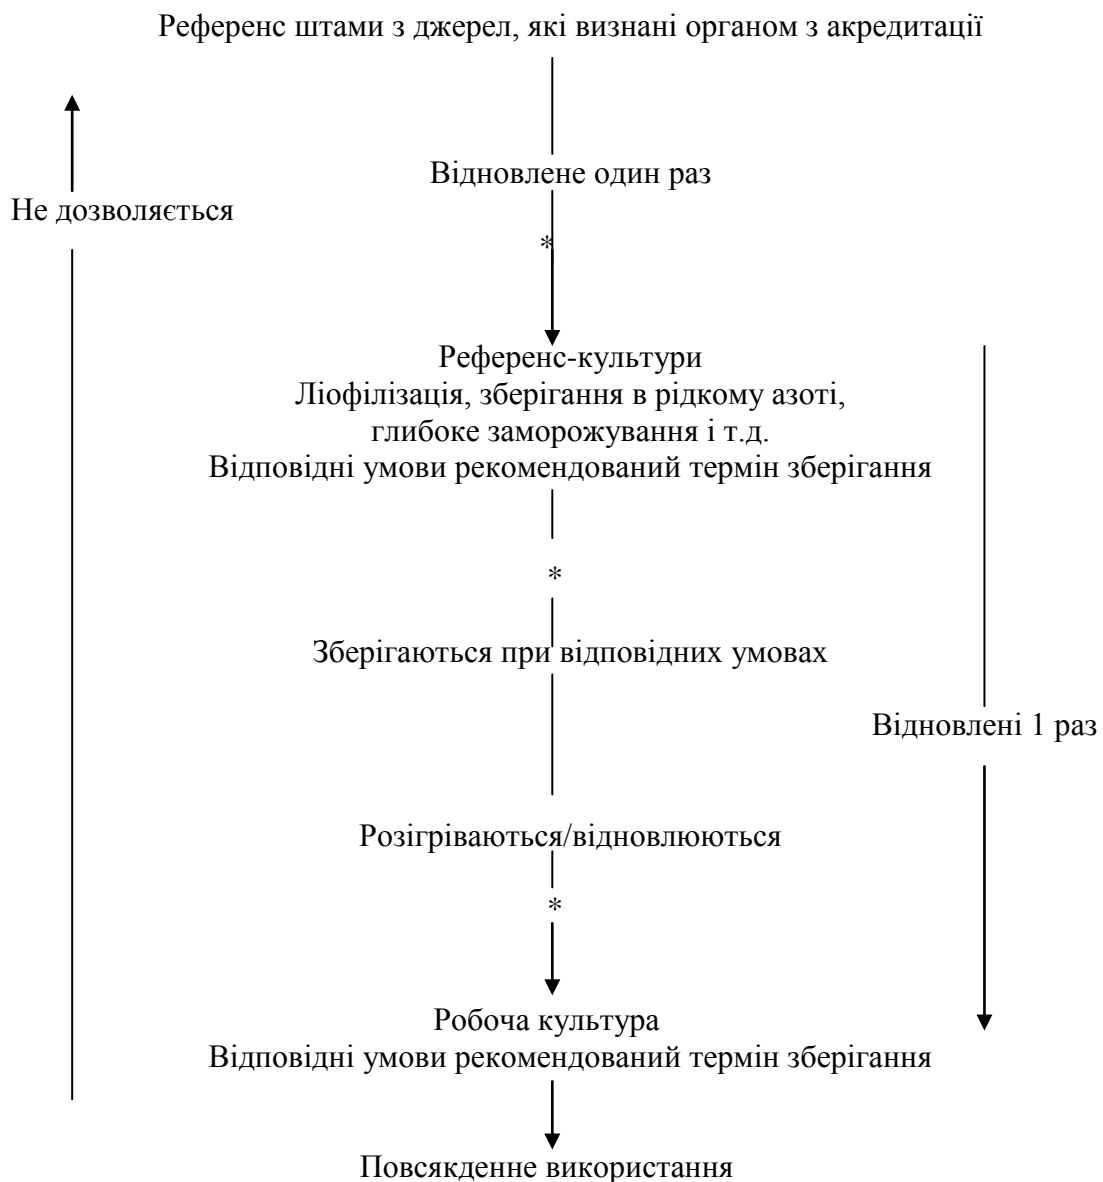 Референс штами з джерел, які визнані органом з акредитації
Відновлене один раз
Не дозволяється
*
Референс-культури
Ліофілізація, зберігання в рідкому азоті,
глибоке заморожування і т.д.
Відповідні умови рекомендований термін зберігання
*
Зберігаються при відповідних умовах
Відновлені 1 раз
Розігріваються/відновлюються
*
Робоча культура
Відповідні умови рекомендований термін зберігання
Повсякденне використання